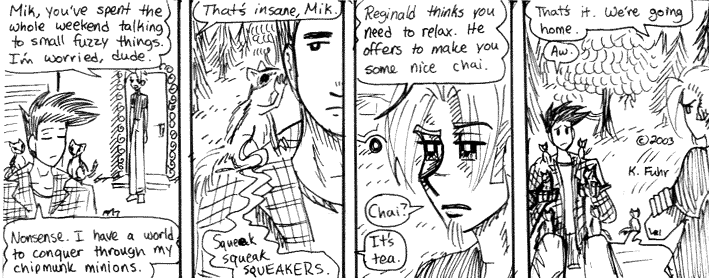 Mik, you've spent the
whole weekend talking
to small fuzzy things.
I'm worried, dude.
Nonsense. I have a world
to conquer through my
chipmunk minions.
That's insane, Mik.
Squeak
squeak
SQUEAKERS.
Reginald thinks you
need to relax. He
offers to make you
some nice chai.
Chai?
It's
tea.
That's it. We're going
home.
Aw.
©2003
K. Fuhr